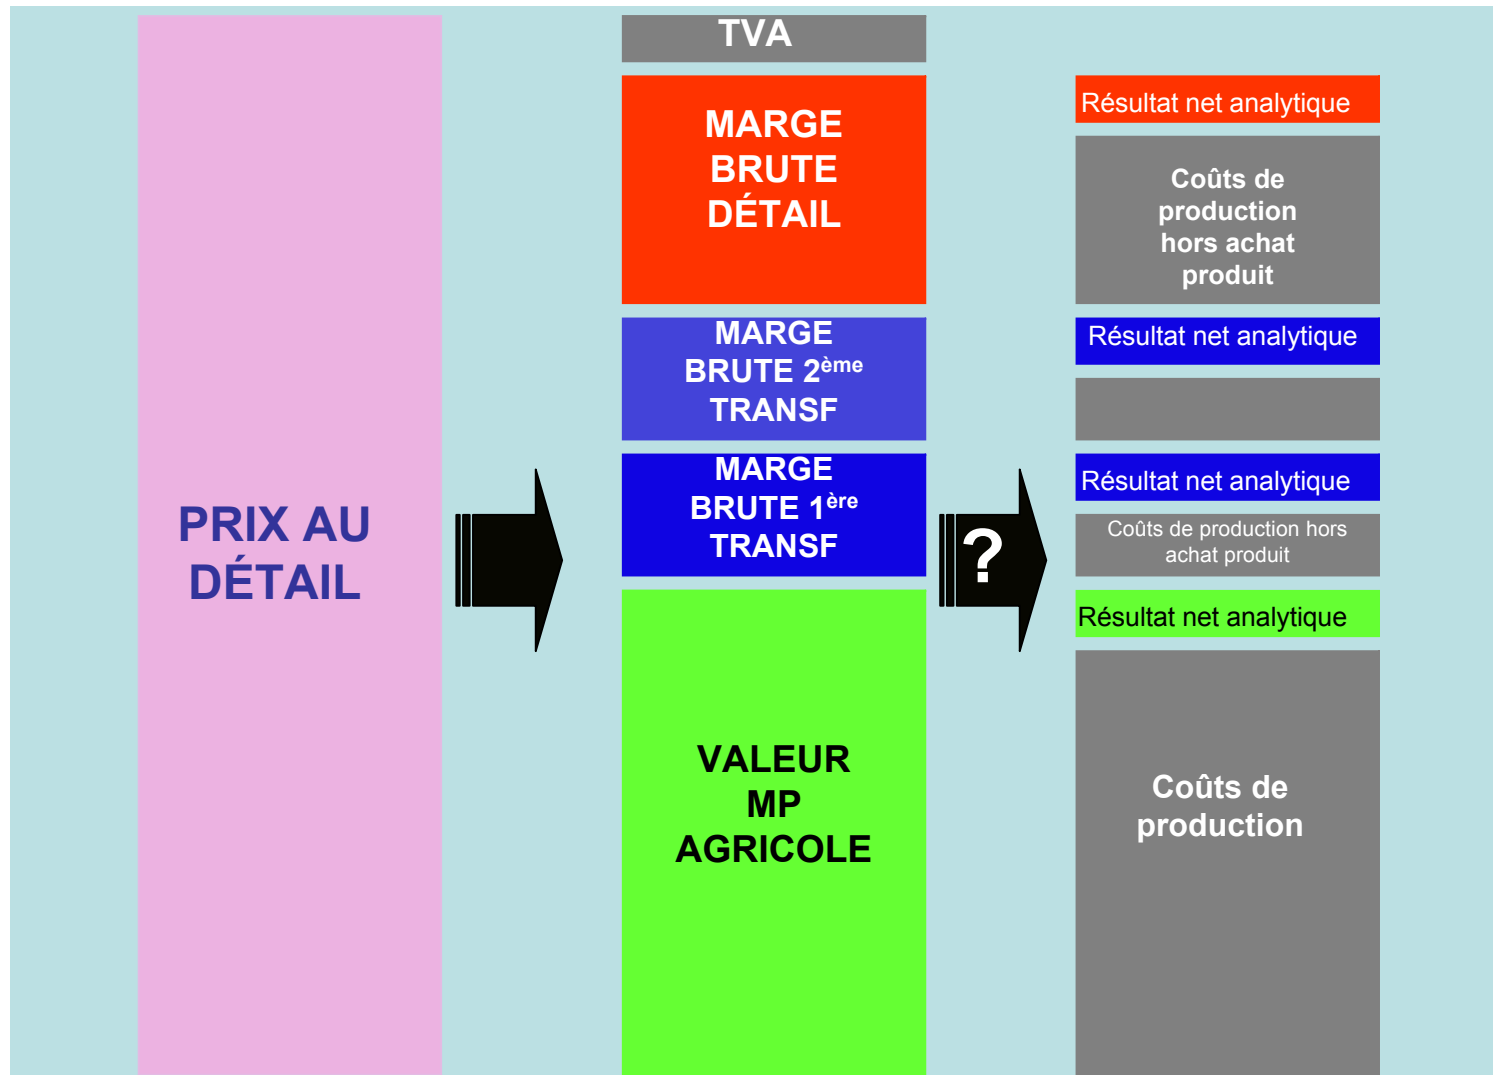 PRIX AU
DÉTAIL
TVA
MARGE
BRUTE
DÉTAIL
MARGE
BRUTE 2ème
TRANSF
MARGE
BRUTE 1ère
TRANSF
VALEUR
MP
AGRICOLE
?
Résultat net analytique
Coûts de
production
hors achat
produit
Résultat net analytique
Résultat net analytique
Coûts de production hors
achat produit
Résultat net analytique
Coûts de
production